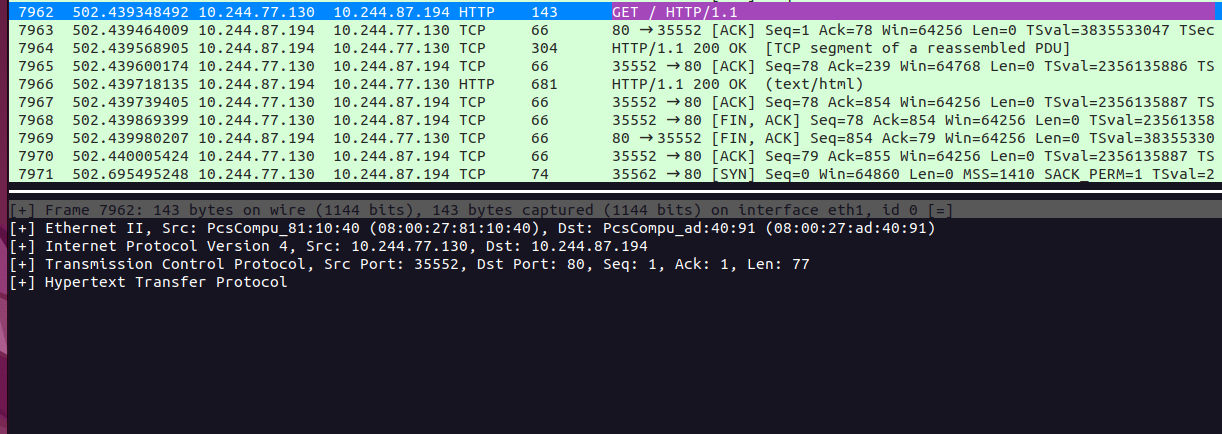 7962 502.439348492 10.244.77.130 10.244.87.194 HTTP 143 GET / HTTP/1.1
7963 502.439464009 10.244.87.194 10.244.77.130 TCP 66 80 → 35552 [ACK] Seq=1 Ack=78 Win=64256 Len=0 TSval=3835533047 TSec
7964 502.439568905 10.244.87.194 10.244.77.130 TCP 304 HTTP/1.1 200 OK [TCP segment of a reassembled PDU]
7965 502.439600174 10.244.77.130 10.244.87.194 TCP 66 35552 → 80 [ACK] Seq=78 Ack=239 Win=64768 Len=0 TSval=2356135886 TS
7966 502.439718135 10.244.87.194 10.244.77.130 HTTP 681 HTTP/1.1 200 OK (text/html)
7967 502.439739405 10.244.77.130 10.244.87.194 TCP 66 35552 → 80 [ACK] Seq=78 Ack=854 Win=64256 Len=0 TSval=2356135887 TS
7968 502.439869399 10.244.77.130 10.244.87.194 TCP 66 35552 → 80 [FIN, ACK] Seq=78 Ack=854 Win=64256 Len=0 TSval=23561358
7969 502.439980207 10.244.87.194 10.244.77.130 TCP 66 80 → 35552 [FIN, ACK] Seq=854 Ack=79 Win=64256 Len=0 TSval=38355330
7970 502.440005424 10.244.77.130 10.244.87.194 TCP 66 35552 → 80 [ACK] Seq=79 Ack=855 Win=64256 Len=0 TSval=2356135887 TS
7971 502.695495248 10.244.77.130 10.244.87.194 TCP 74 35562 → 80 [SYN] Seq=0 Win=64860 Len=0 MSS=1410 SACK_PERM=1 TSval=2
[+] Frame 7962: 143 bytes on wire (1144 bits), 143 bytes captured (1144 bits) on interface eth1, id 0 [=]
[+] Ethernet II, Src: PcsCompu_81:10:40 (08:00:27:81:10:40), Dst: PcsCompu_ad:40:91 (08:00:27:ad:40:91)
[+] Internet Protocol Version 4, Src: 10.244.77.130, Dst: 10.244.87.194
[+] Transmission Control Protocol, Src Port: 35552, Dst Port: 80, Seq: 1, Ack: 1, Len: 77
[+] Hypertext Transfer Protocol